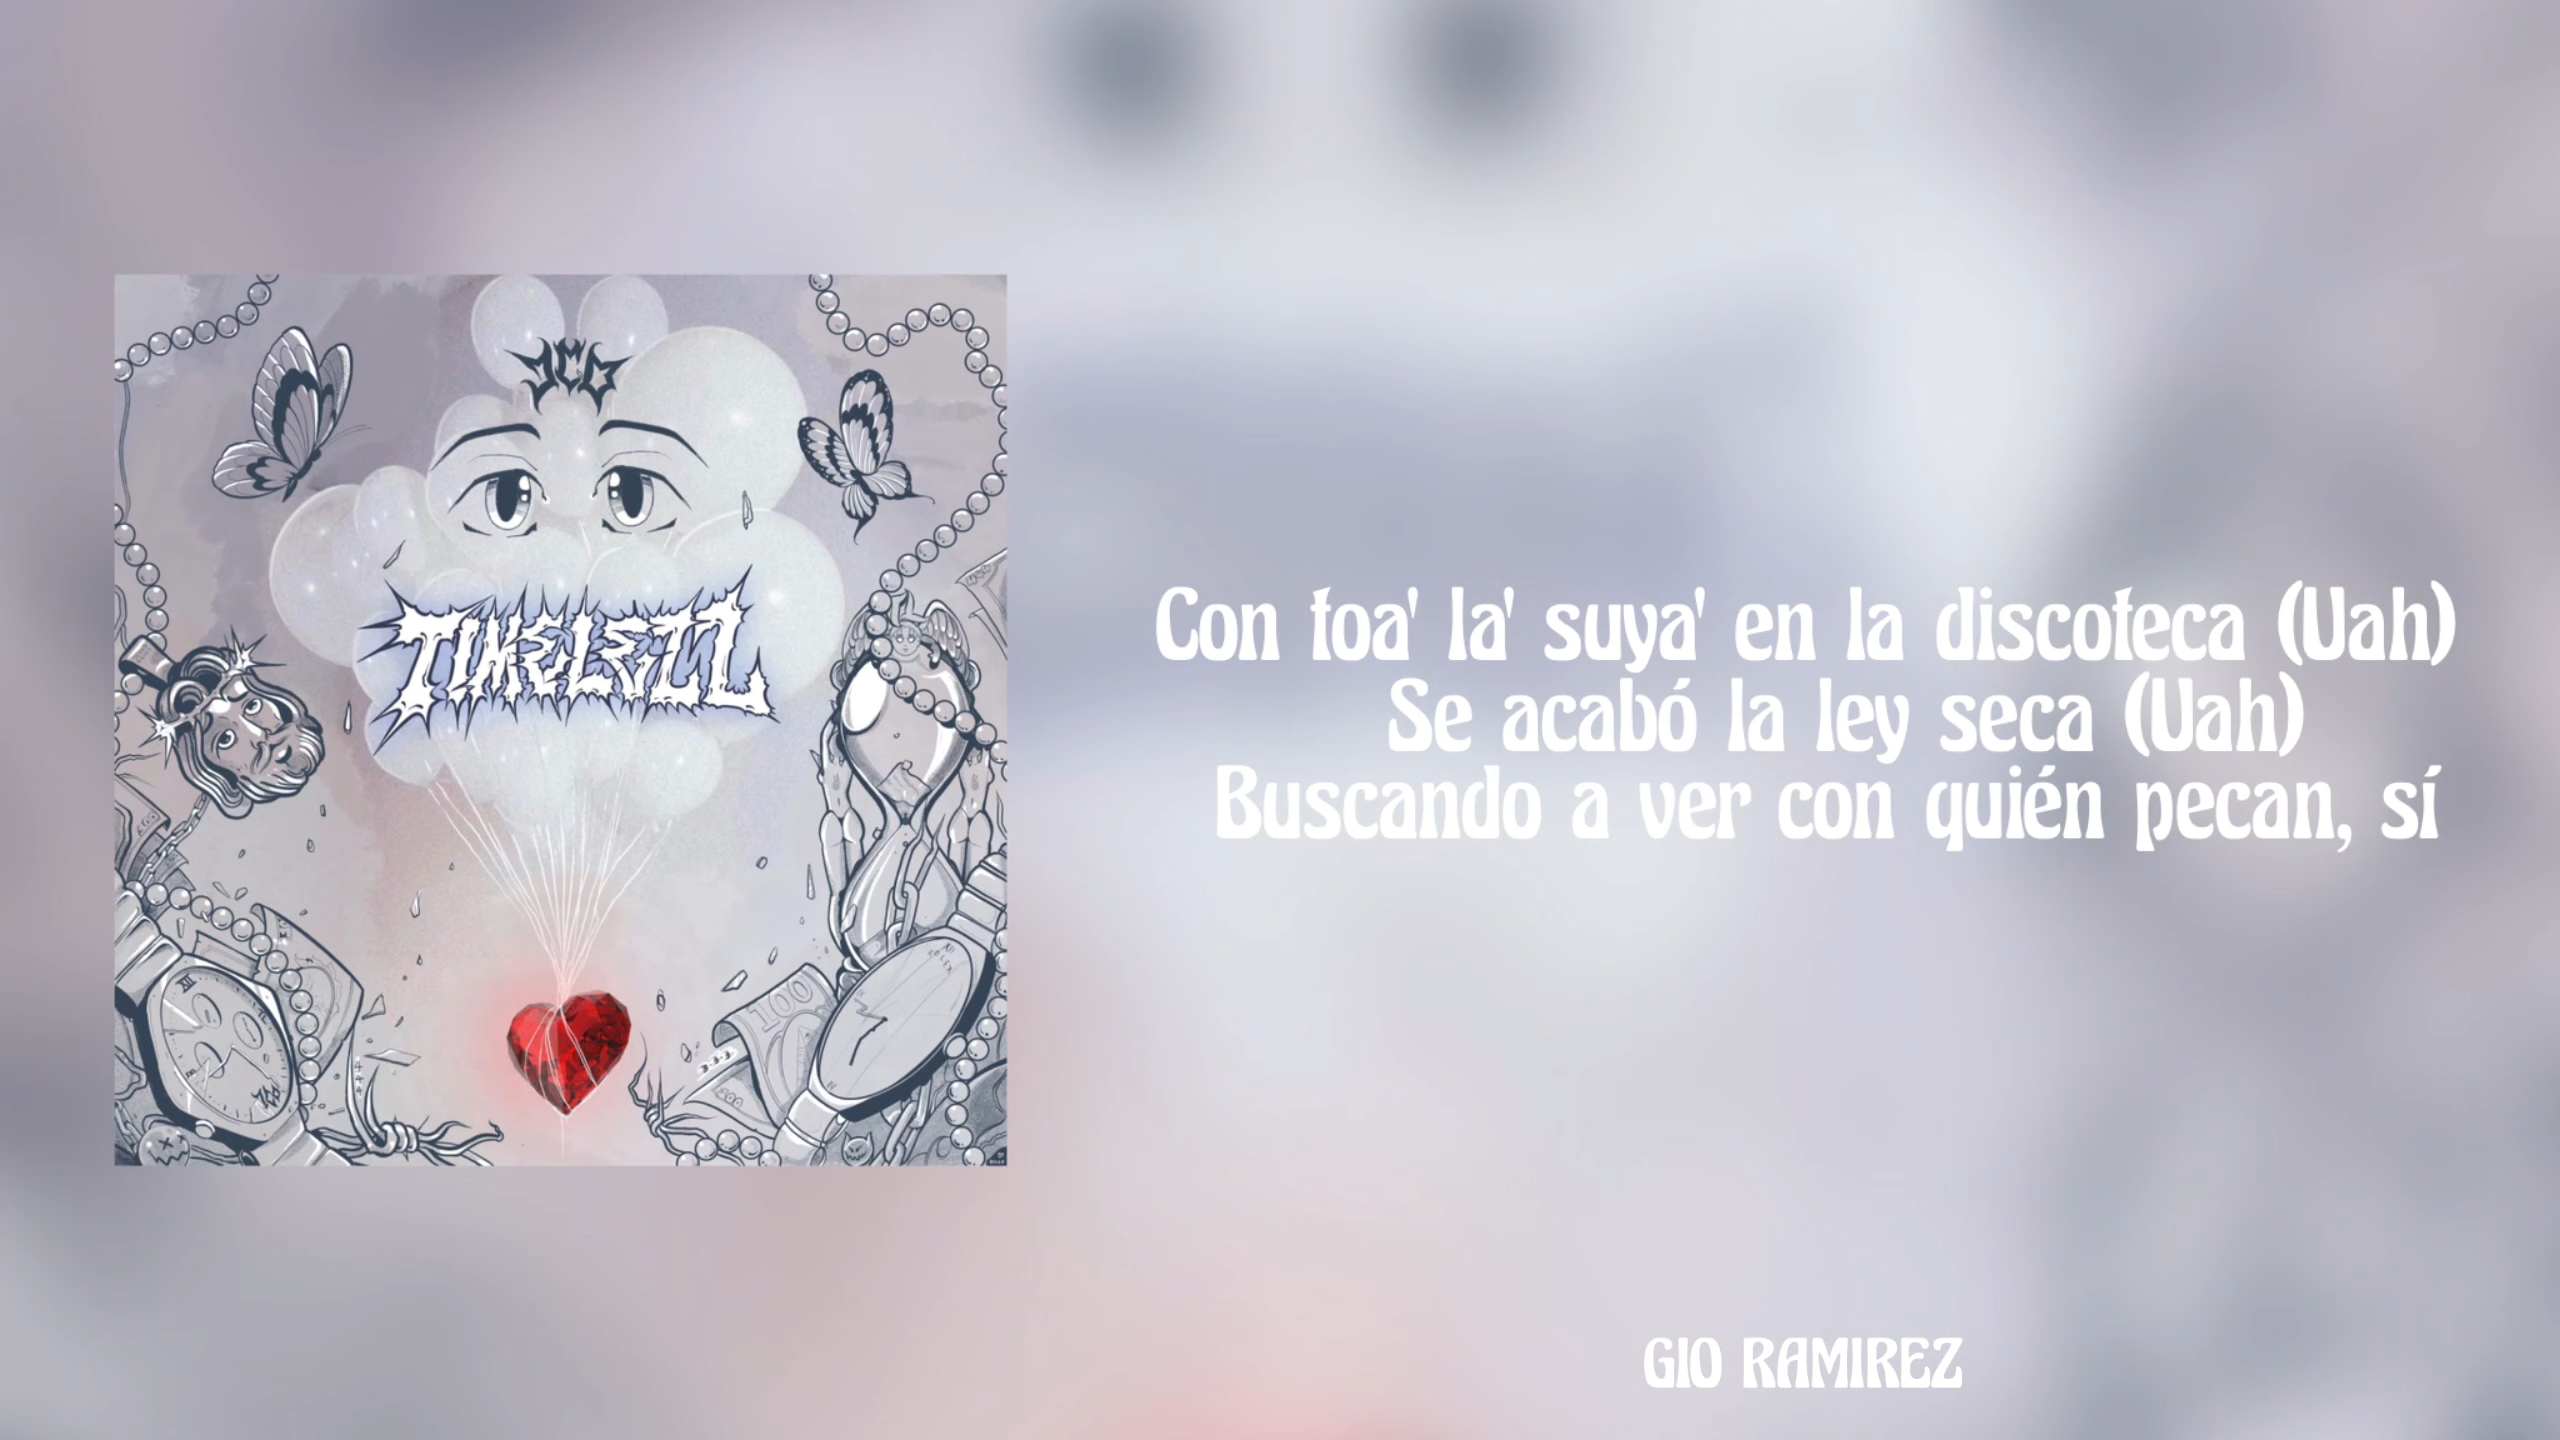 TIMELEZZ
100
Con toa' la' suya' en la discoteca (Uah)
Se acabó la ley seca (Uah)
Buscando a ver con quién pecan, sí
GIO RAMIREZ